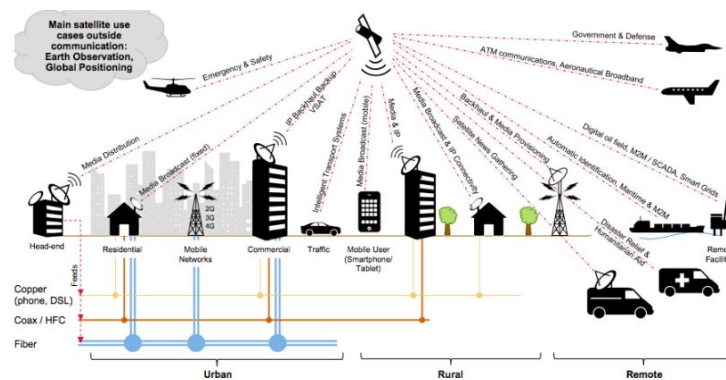 Main satellite use
cases outside
communication:
Earth Observation,
Global Positioning
Government & Defense
ATM communications, Aeronautical Broadband
Emergency & Safety
IP Backhaul Backup
VSAT
Media Distribution
Media Broadcast (fixed)
Intelligent Transport Systems
Media Broadcast (mobile)
Media & IP
Media Broadcast & IP Connectivity
Satellite News Gathering
Backhaul & Media Provisioning
Automatic identification, Maritime & M2M
Digital oil field, M2M / SCADA, Smart Grids
Disaster Relief &
Humanitarian Aid
2G
3G
4G
Head-end
Residential
Mobile
Networks
Commercial
Traffic
Mobile User
(Smartphone/
Tablet)
Remo
Facilit
Feeds
Copper
(phone, DSL)
Coax / HFC
Fiber
Urban
Rural
Remote